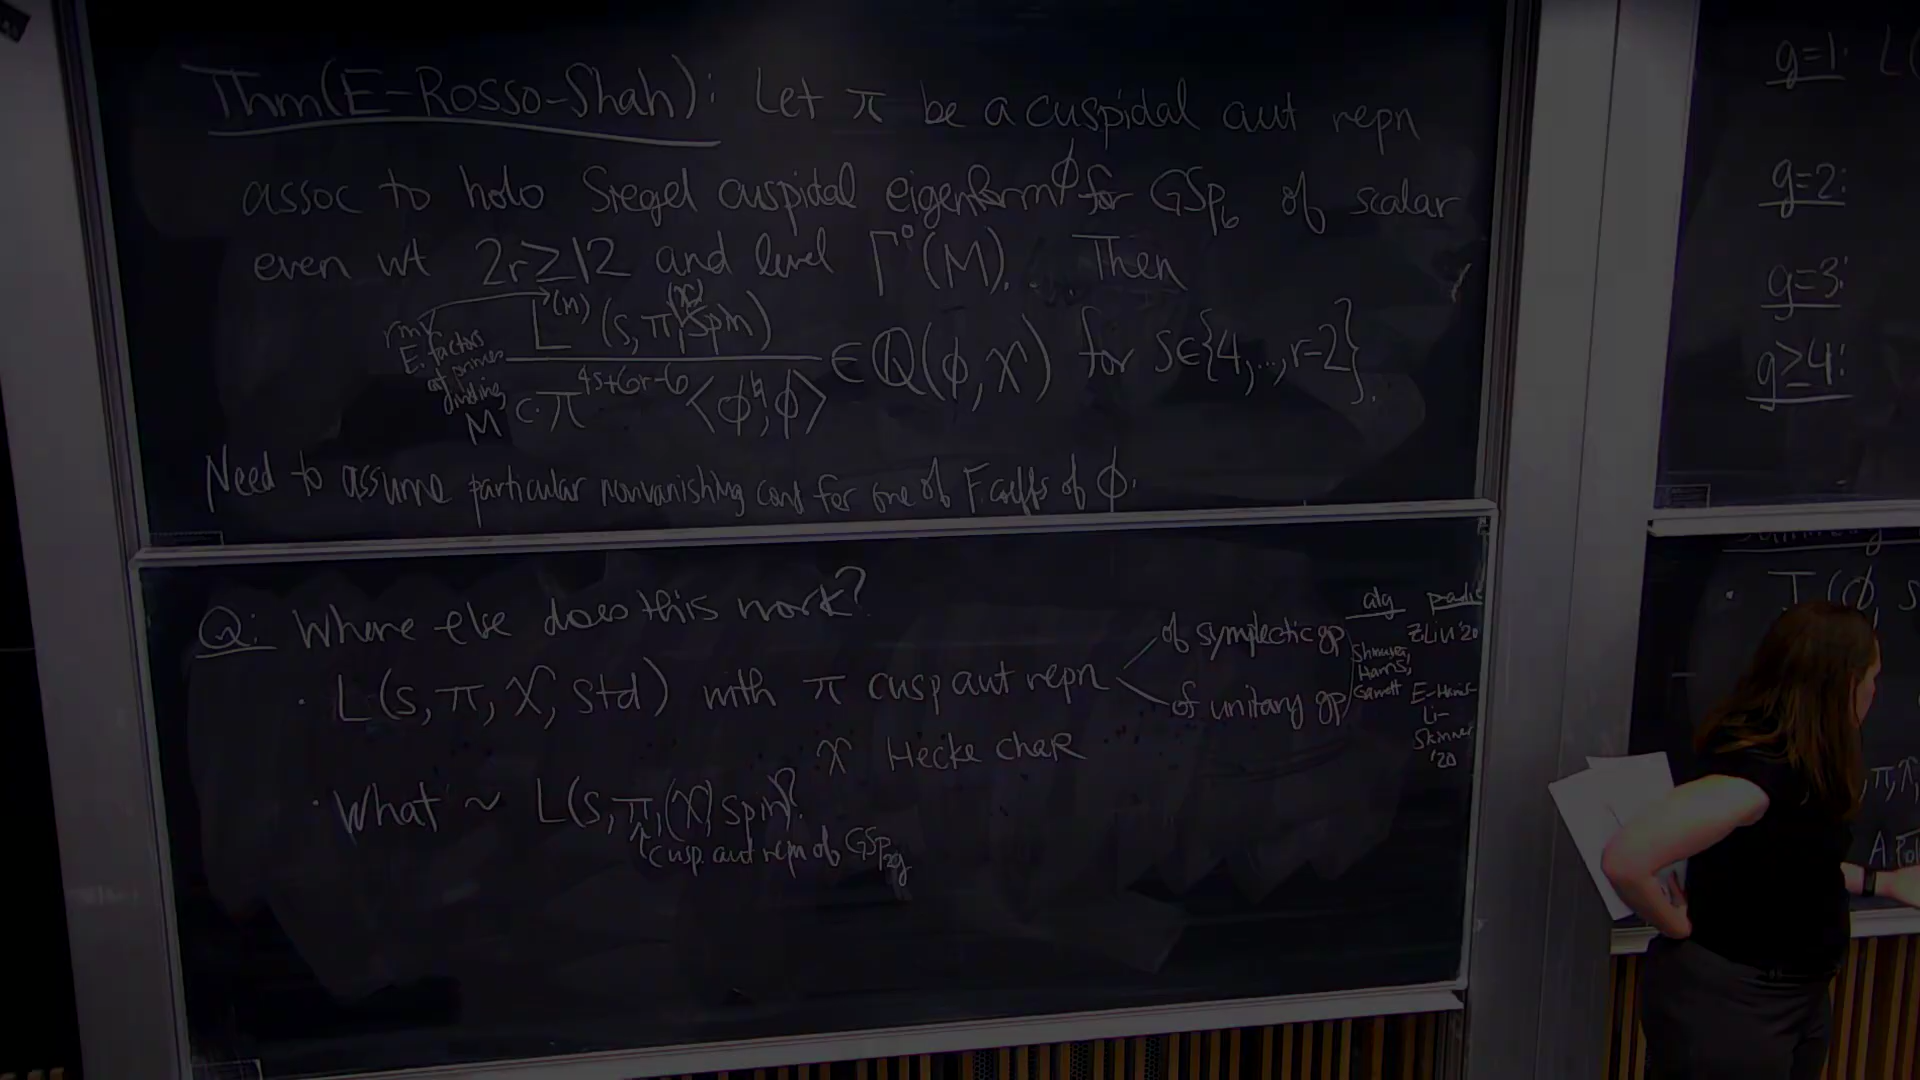 Thm (E-Rosso-Shah): Let π be a cuspidal aut repn
assoc to holo Siegel cuspidal eigenform ϕ for GSp₆ of scalar
even wt 2r≥12 and level Γ⁰(M). Then
L⁽ᴹ⁾(s, π, (χ) Spin) / c·π^{4s+6r-6}⟨ϕ^♮, ϕ⟩ ∈ ℚ(ϕ, χ) for s∈{4,...,r-2}.
rmv
E. factors
at primes
dividing
M
Need to assume particular nonvanishing cond for one of F coeffs of ϕ.
Q: Where else does this work?
· L(s, π, χ, std) with π cusp aut repn
of symplectic gp
of unitary gp
alg
Shimura,
Harris,
Garrett
padic
Z Liu '20
E-Harris-
Li-
Skinner
'20
χ Hecke char
· What ~ L(s, π, (χ) spin)?
cusp. aut repn of GSp₂g
g=1: L(
g=2:
g=3:
g≥4:
Summary